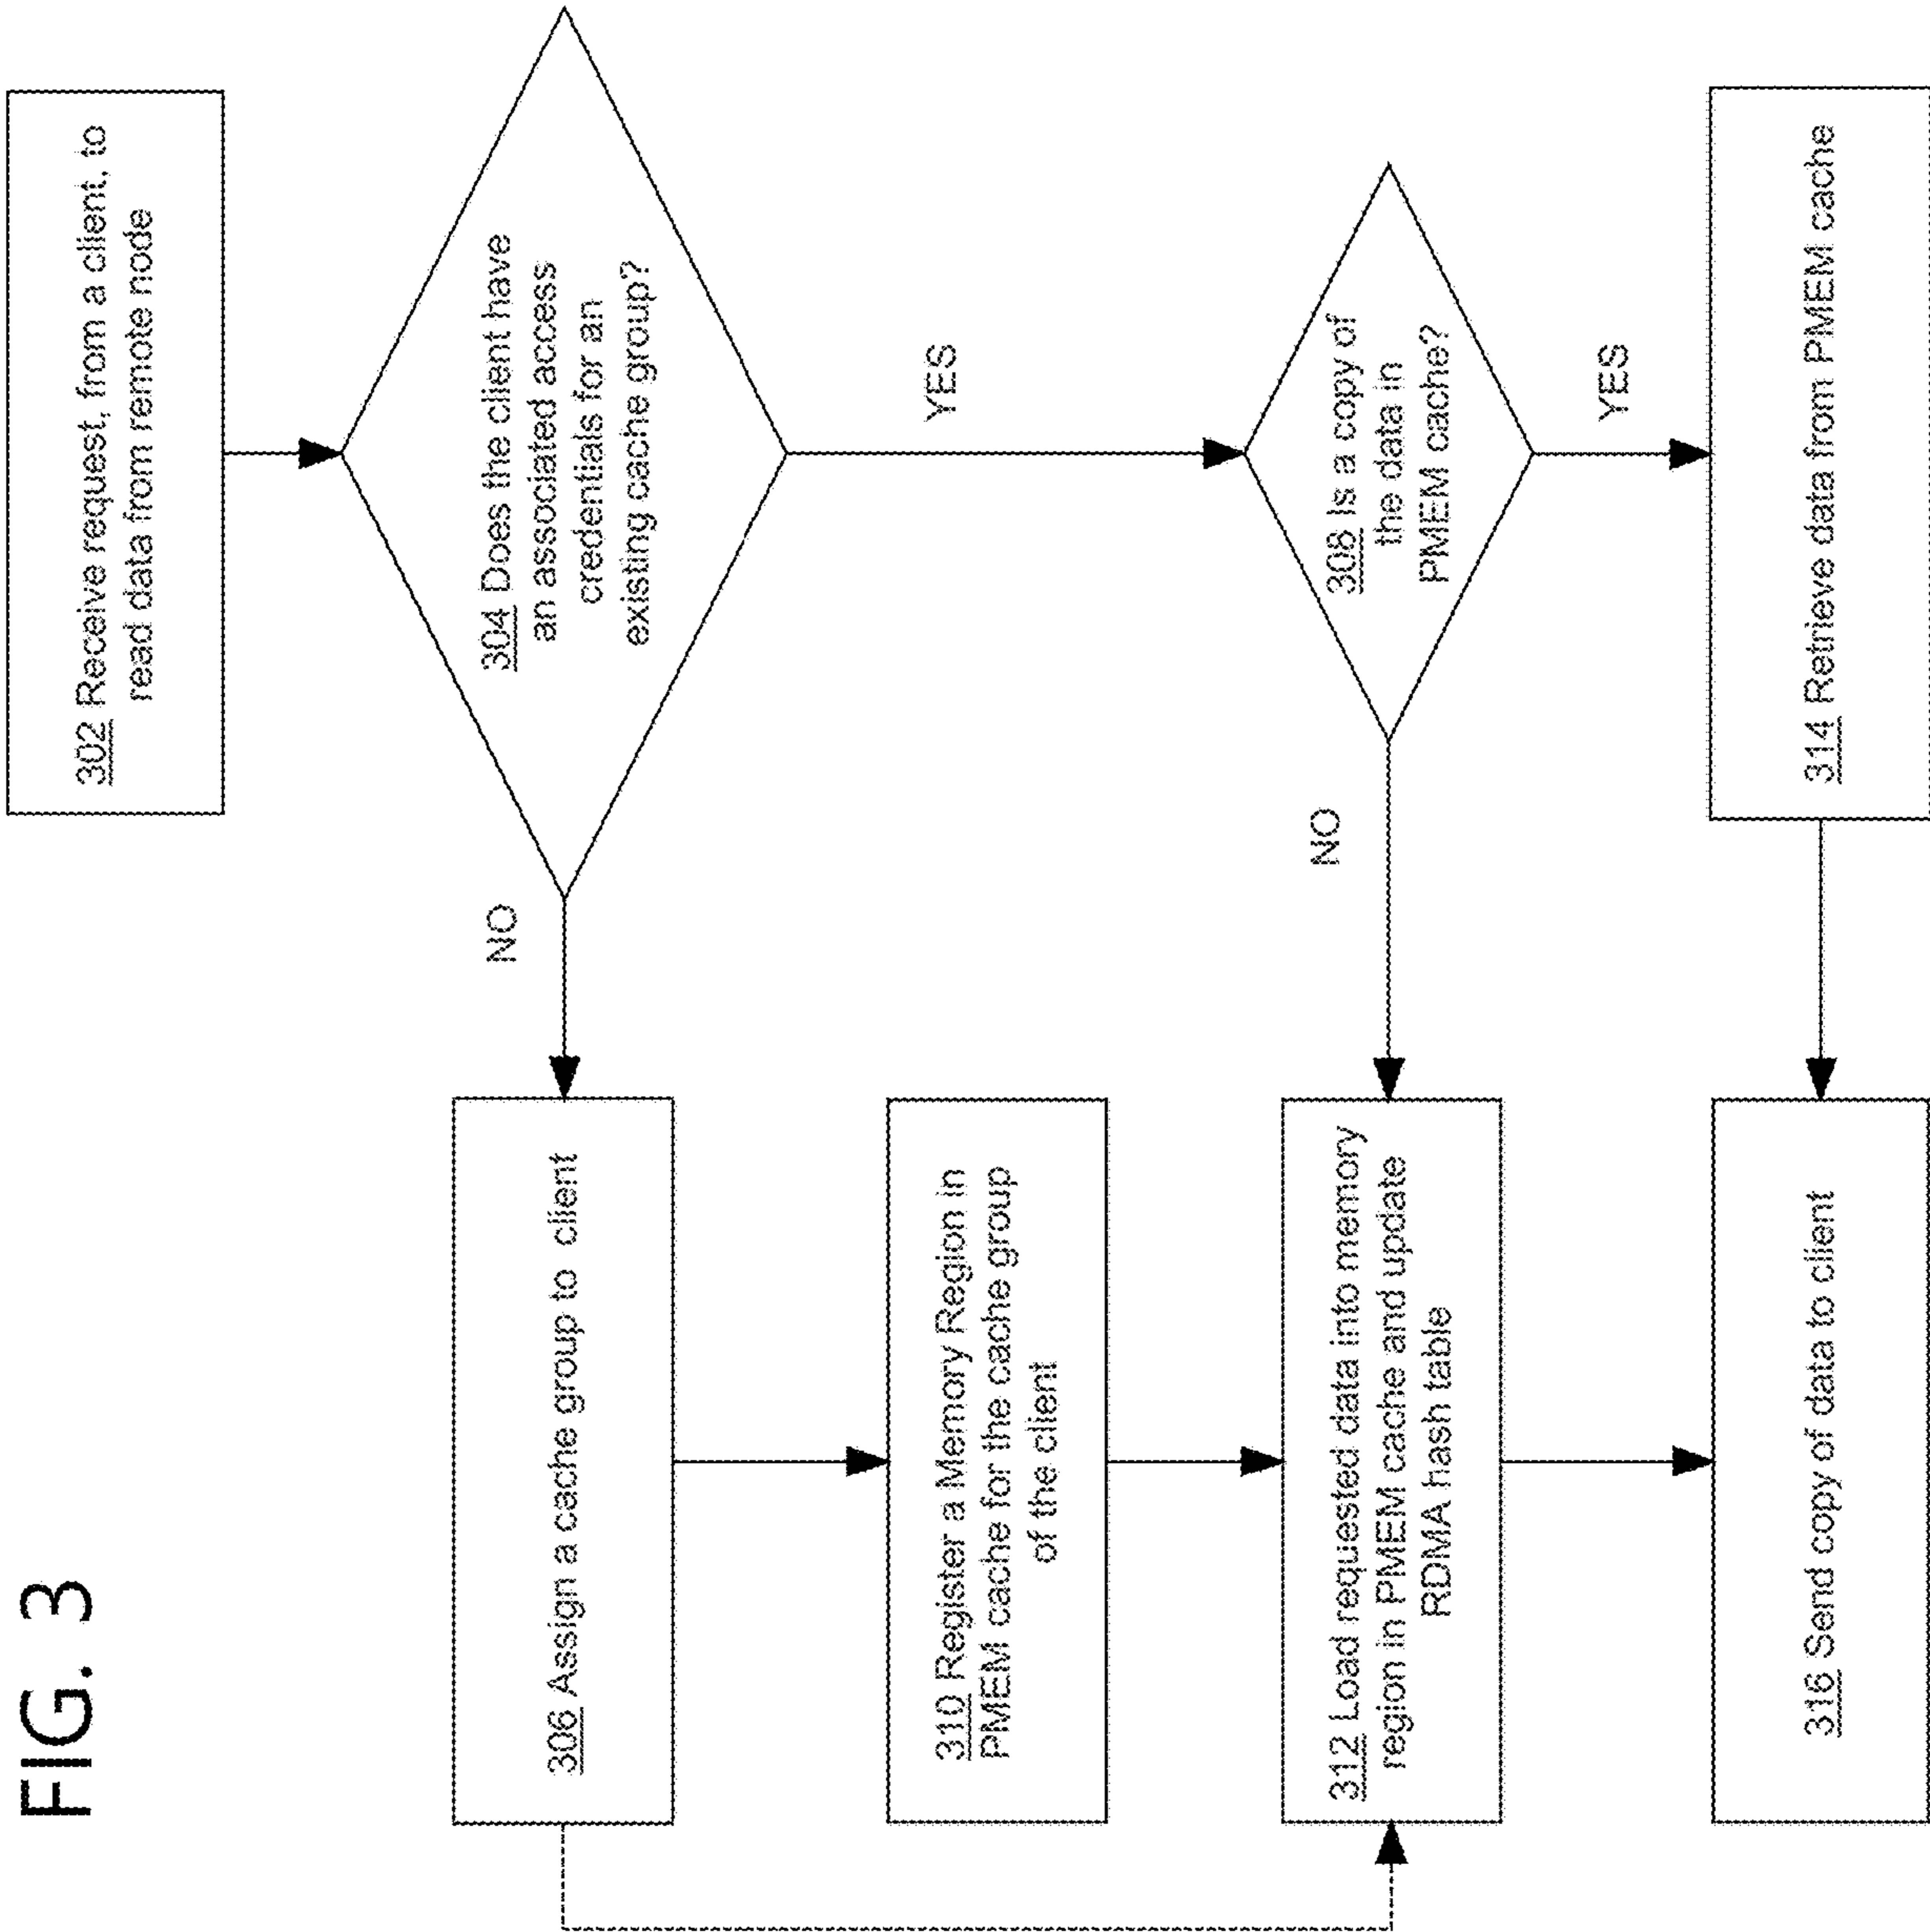 FIG. 3
302 Receive request, from a client, to
read data from remote node
304 Does the client have
an associated access
credentials for an
existing cache group?
NO
YES
306 Assign a cache group to client
308 Is a copy of
the data in
PMEM cache?
NO
YES
310 Register a Memory Region in
PMEM cache for the cache group
of the client
312 Load requested data into memory
region in PMEM cache and update
RDMA hash table
314 Retrieve data from PMEM cache
316 Send copy of data to client